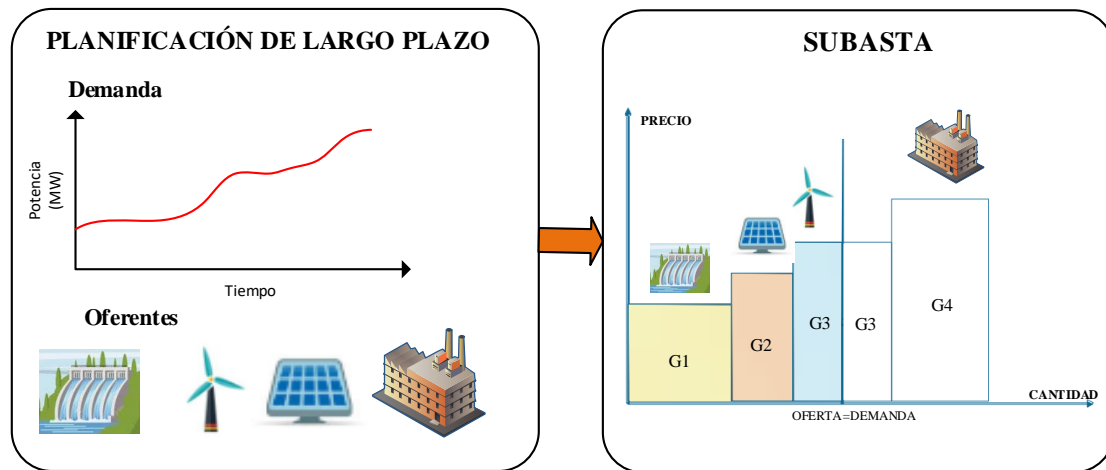 PLANIFICACIÓN DE LARGO PLAZO
Demanda
Potencia
(MW)
Tiempo
Oferentes
SUBASTA
PRECIO
G1
G2
G3
G3
G4
CANTIDAD
OFERTA=DEMANDA